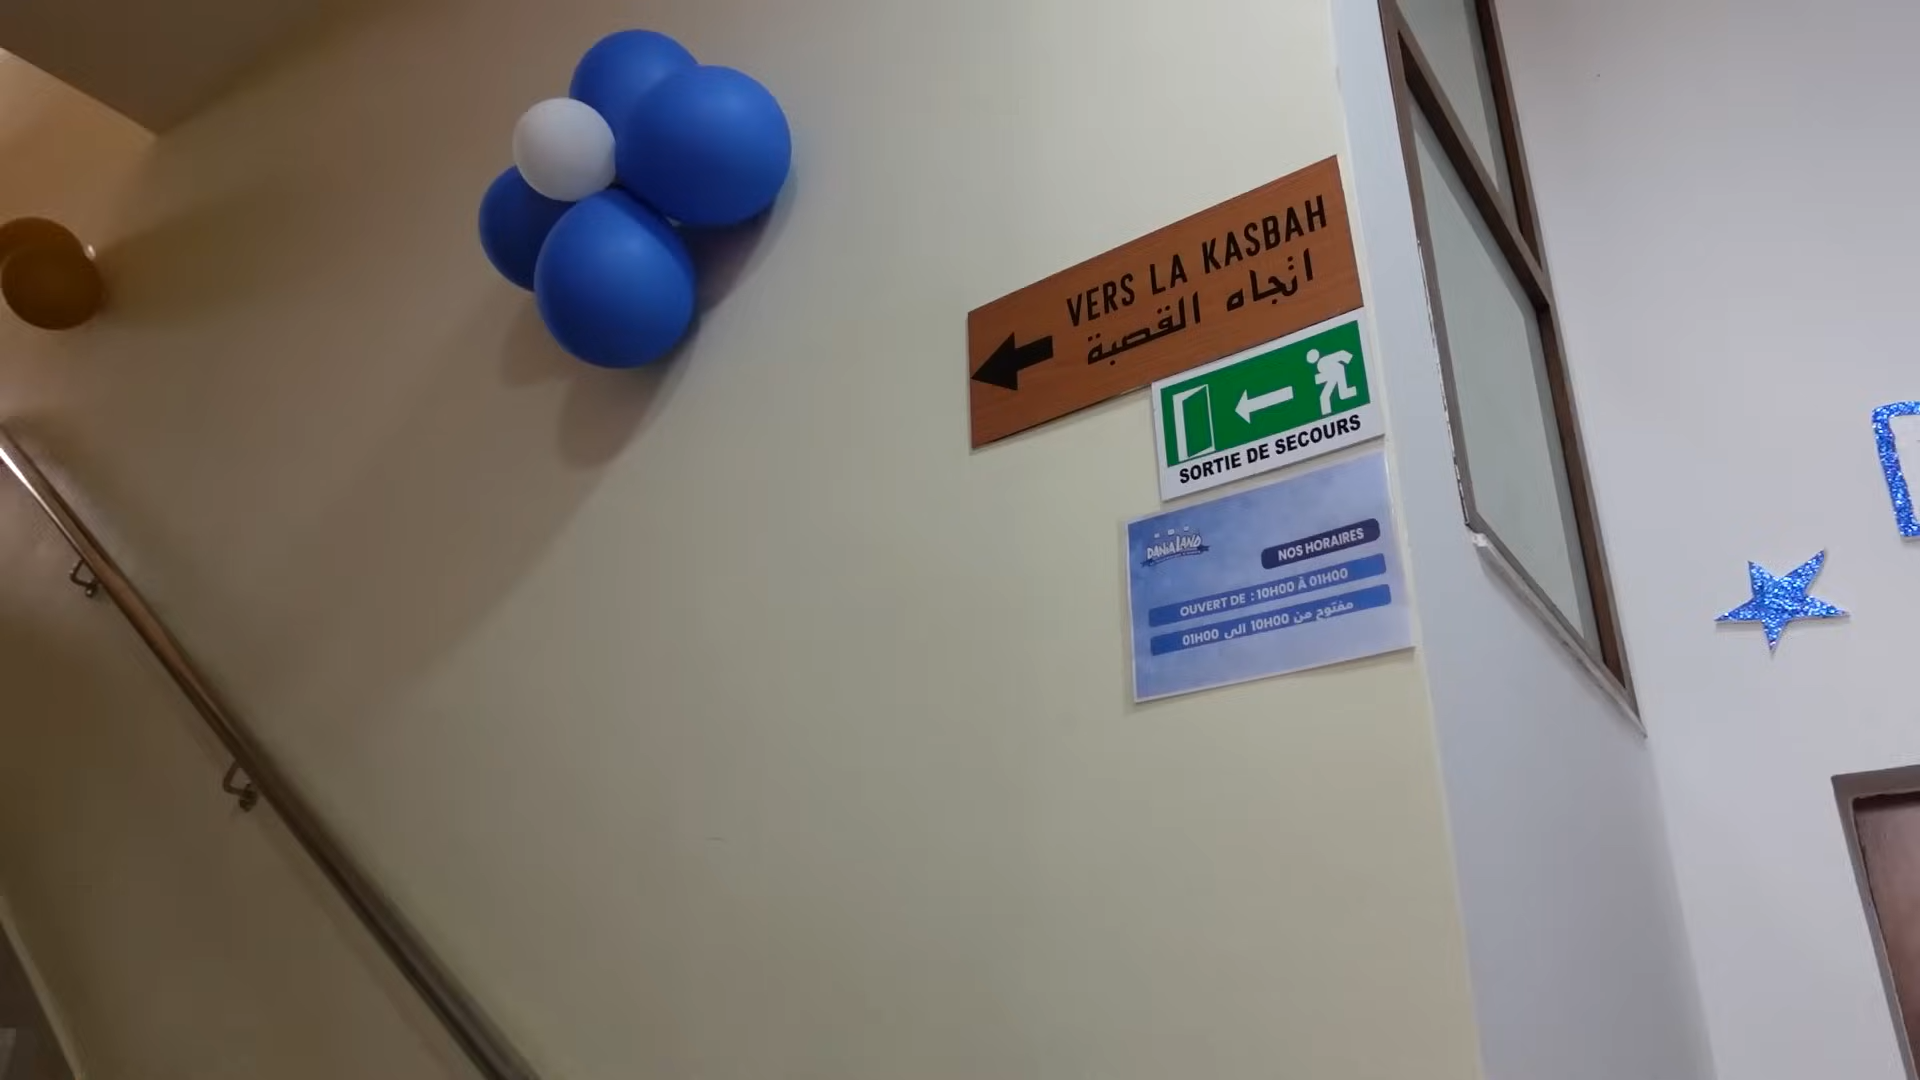 VERS LA KASBAH
اتجاه القصبة
SORTIE DE SECOURS
DANIALAND
NOS HORAIRES
OUVERT DE : 10H00 À 01H00
مفتوح من 10H00 الى 01H00